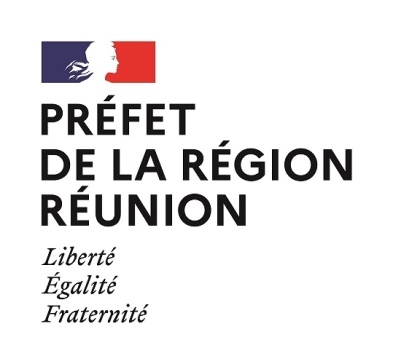 PRÉFET
DE LA RÉGION
RÉUNION
Liberté
Égalité
Fraternité